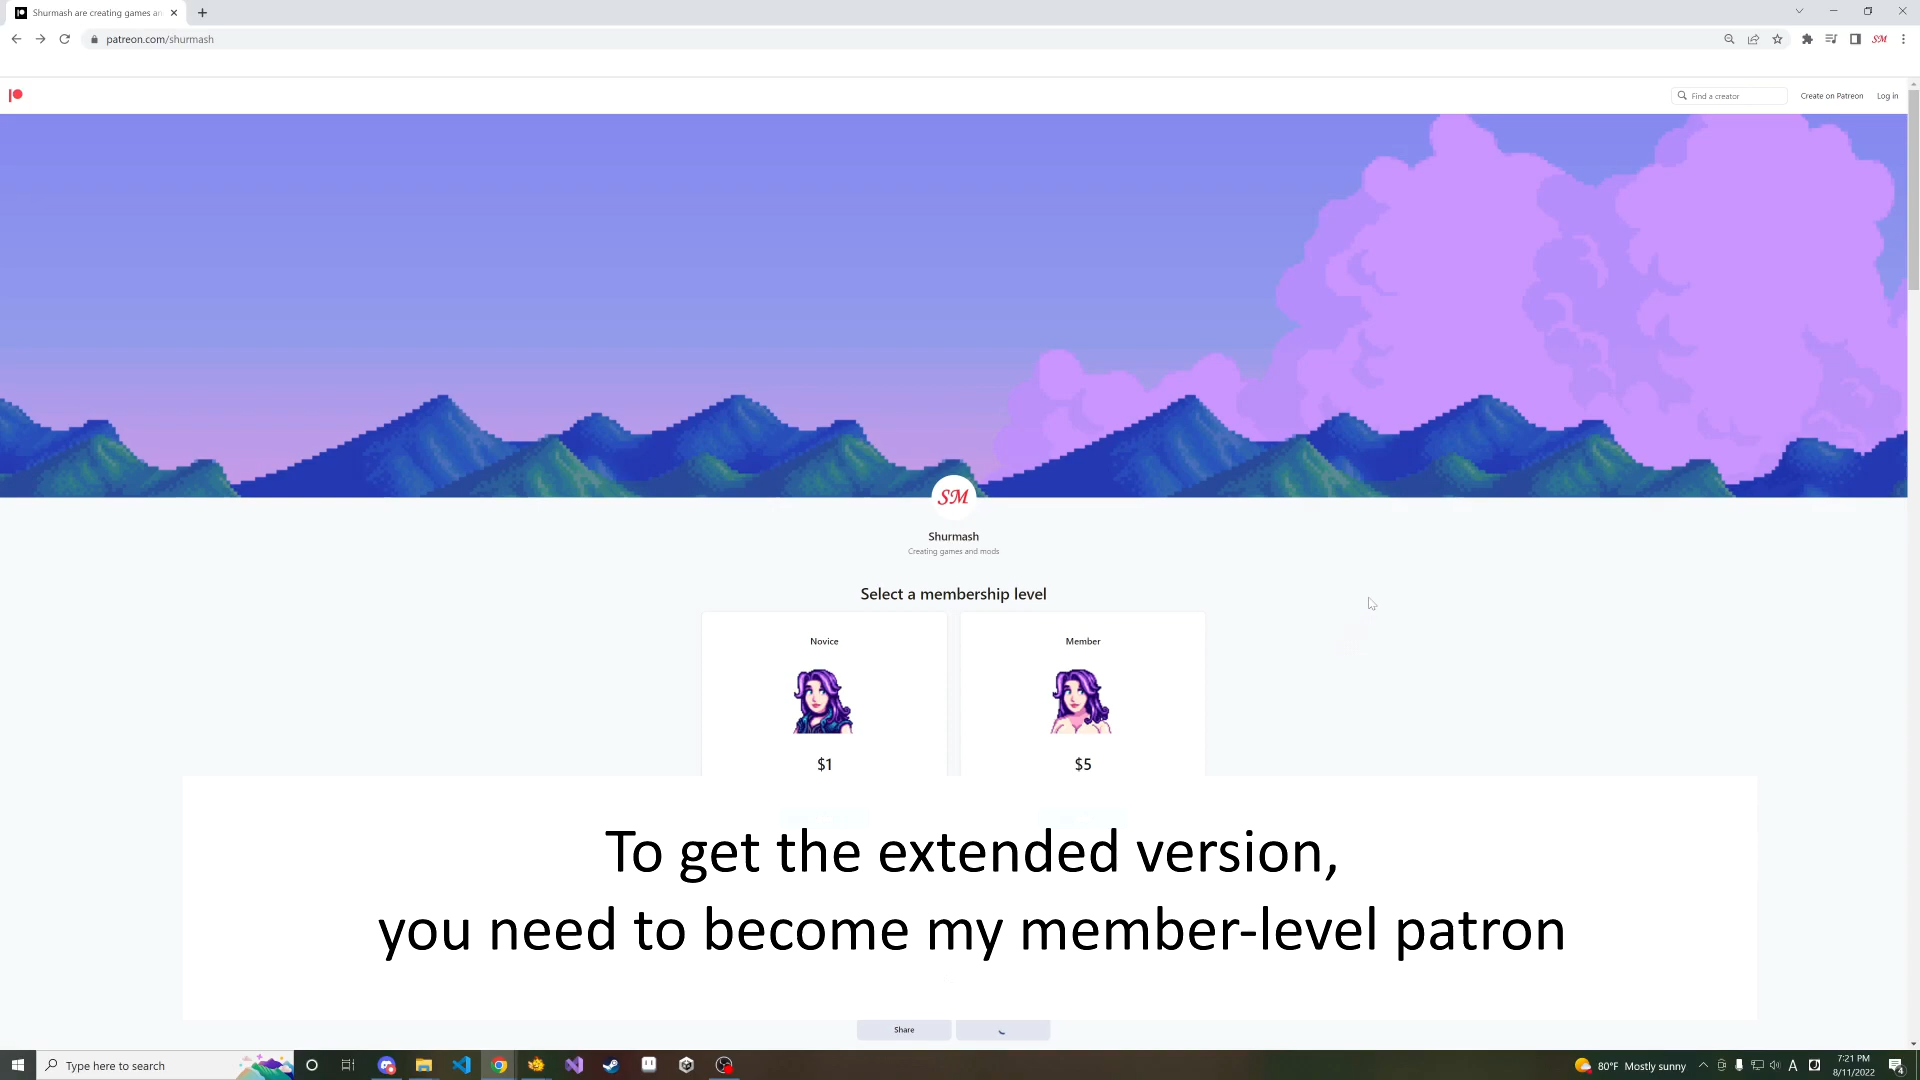 Shurmash are creating games an
patreon.com/shurmash
SM
Find a creator
Create on Patreon
Log in
SM
Shurmash
Creating games and mods
Select a membership level
Novice
Member
$1
$5
To get the extended version,
you need to become my member-level patron
Share
Type here to search
80°F Mostly sunny
A
7:21 PM
8/11/2022
4